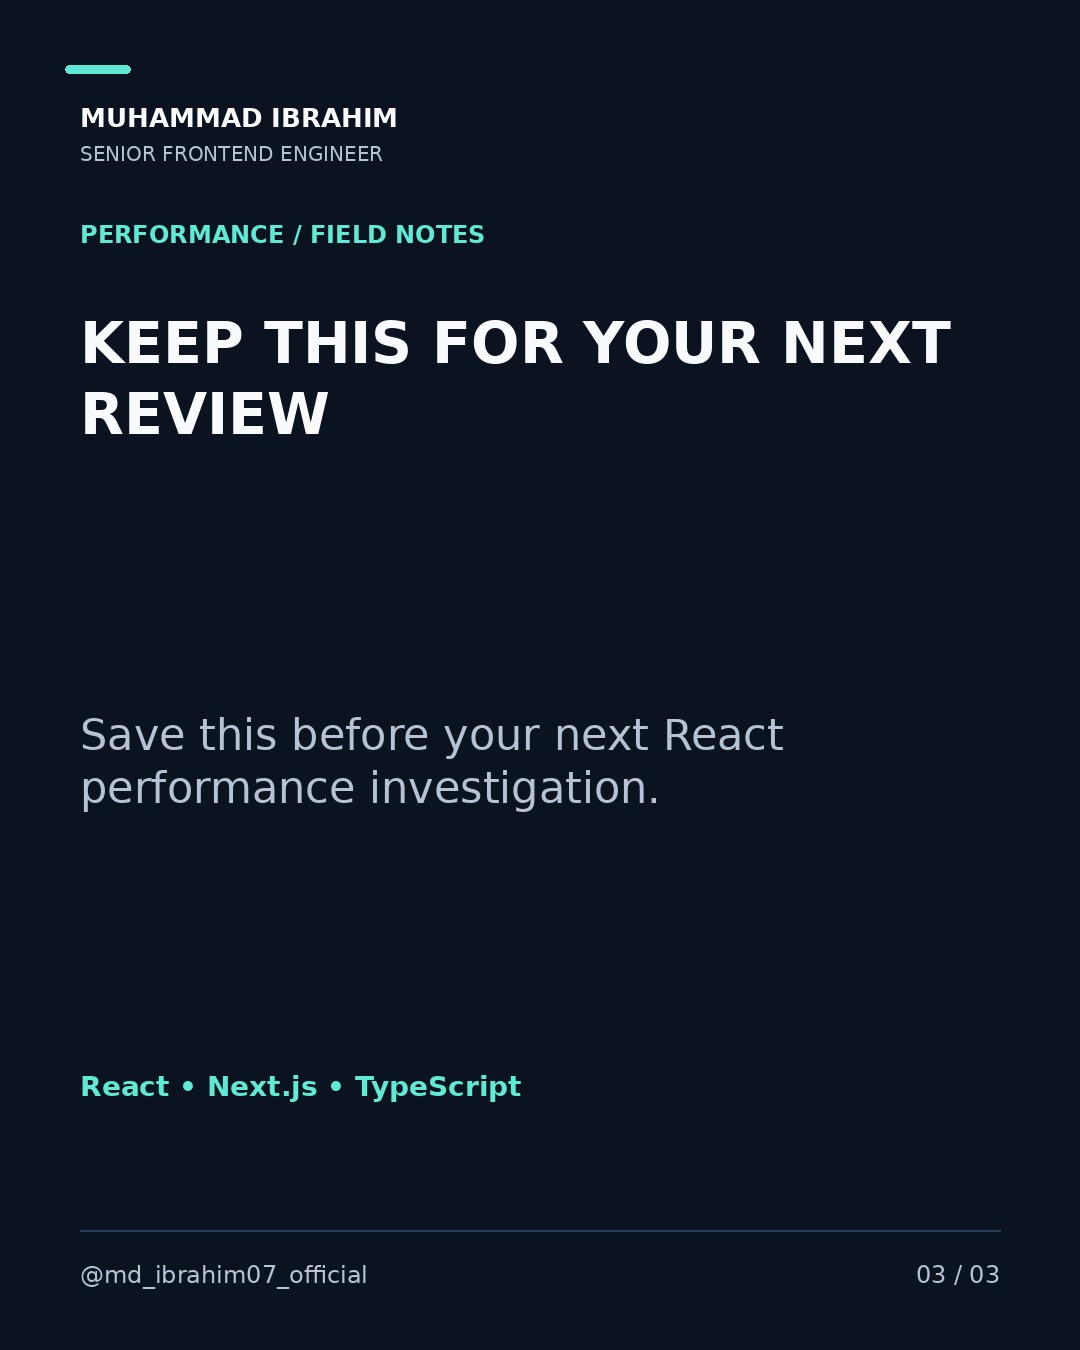 MUHAMMAD IBRAHIM
SENIOR FRONTEND ENGINEER
PERFORMANCE / FIELD NOTES
KEEP THIS FOR YOUR NEXT
REVIEW
Save this before your next React
performance investigation.
React • Next.js • TypeScript
@md_ibrahim07_official
03 / 03